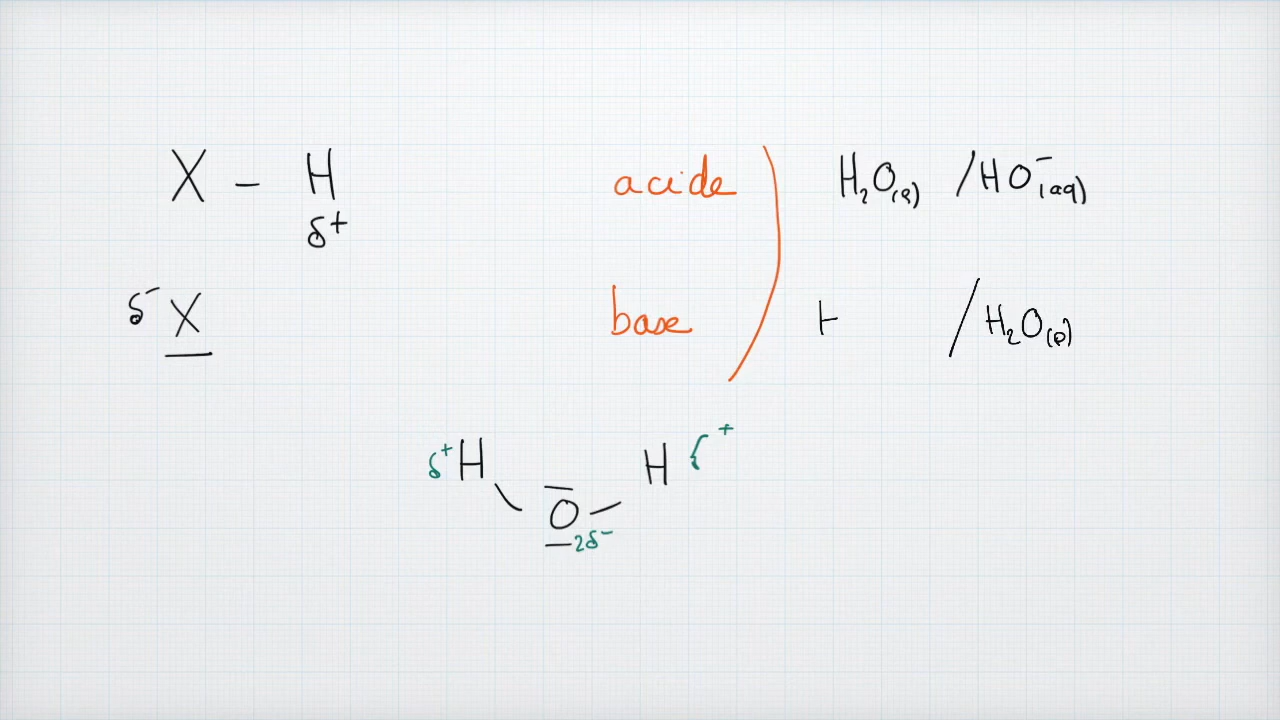 X – H acide H₂O(l) / HO⁻(aq)
δ+
δ⁻ X base / H₂O(l)
δ+ H H δ+
O
2δ⁻